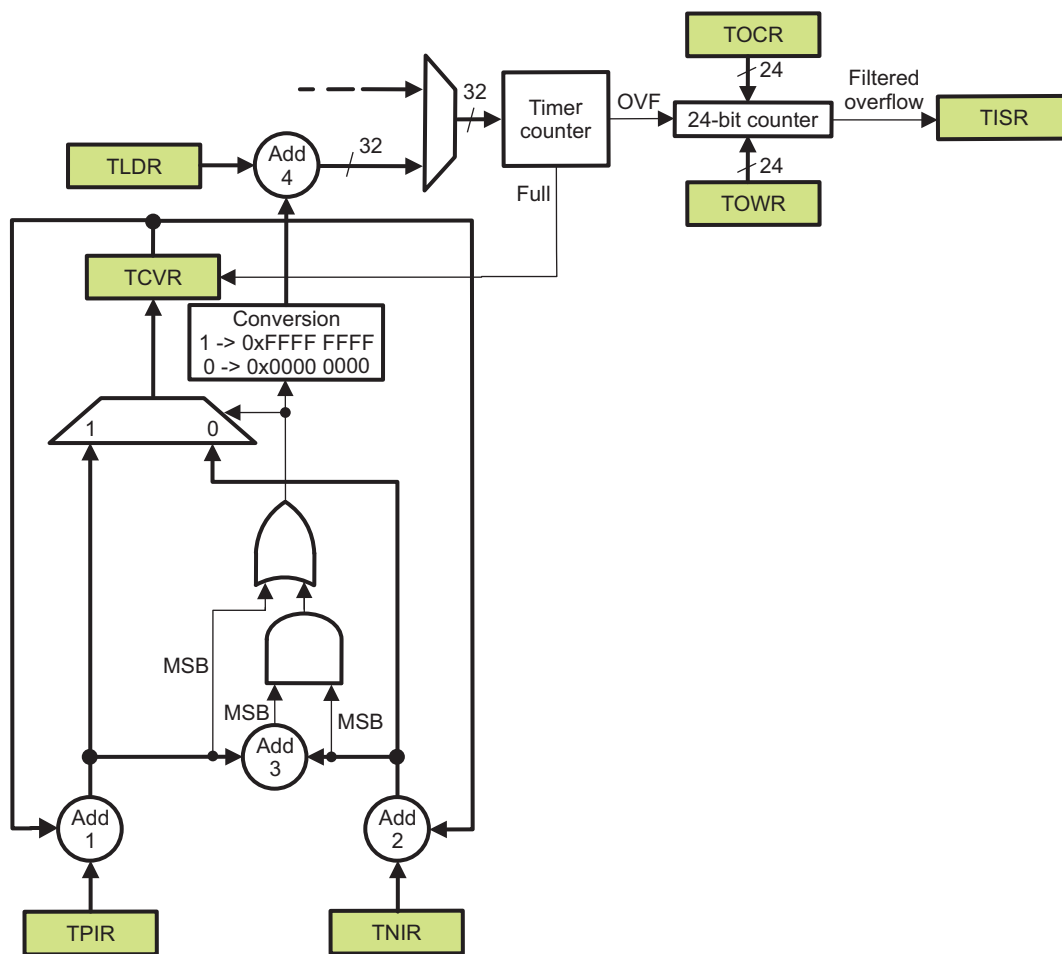 TOCR
24
32
Timer
counter
OVF
24-bit counter
Filtered
overflow
TISR
TLDR
Add
4
32
24
TOWR
Full
TCVR
Conversion
1 -> 0xFFFF FFFF
0 -> 0x0000 0000
1
0
MSB
MSB
MSB
Add
3
Add
1
Add
2
TPIR
TNIR